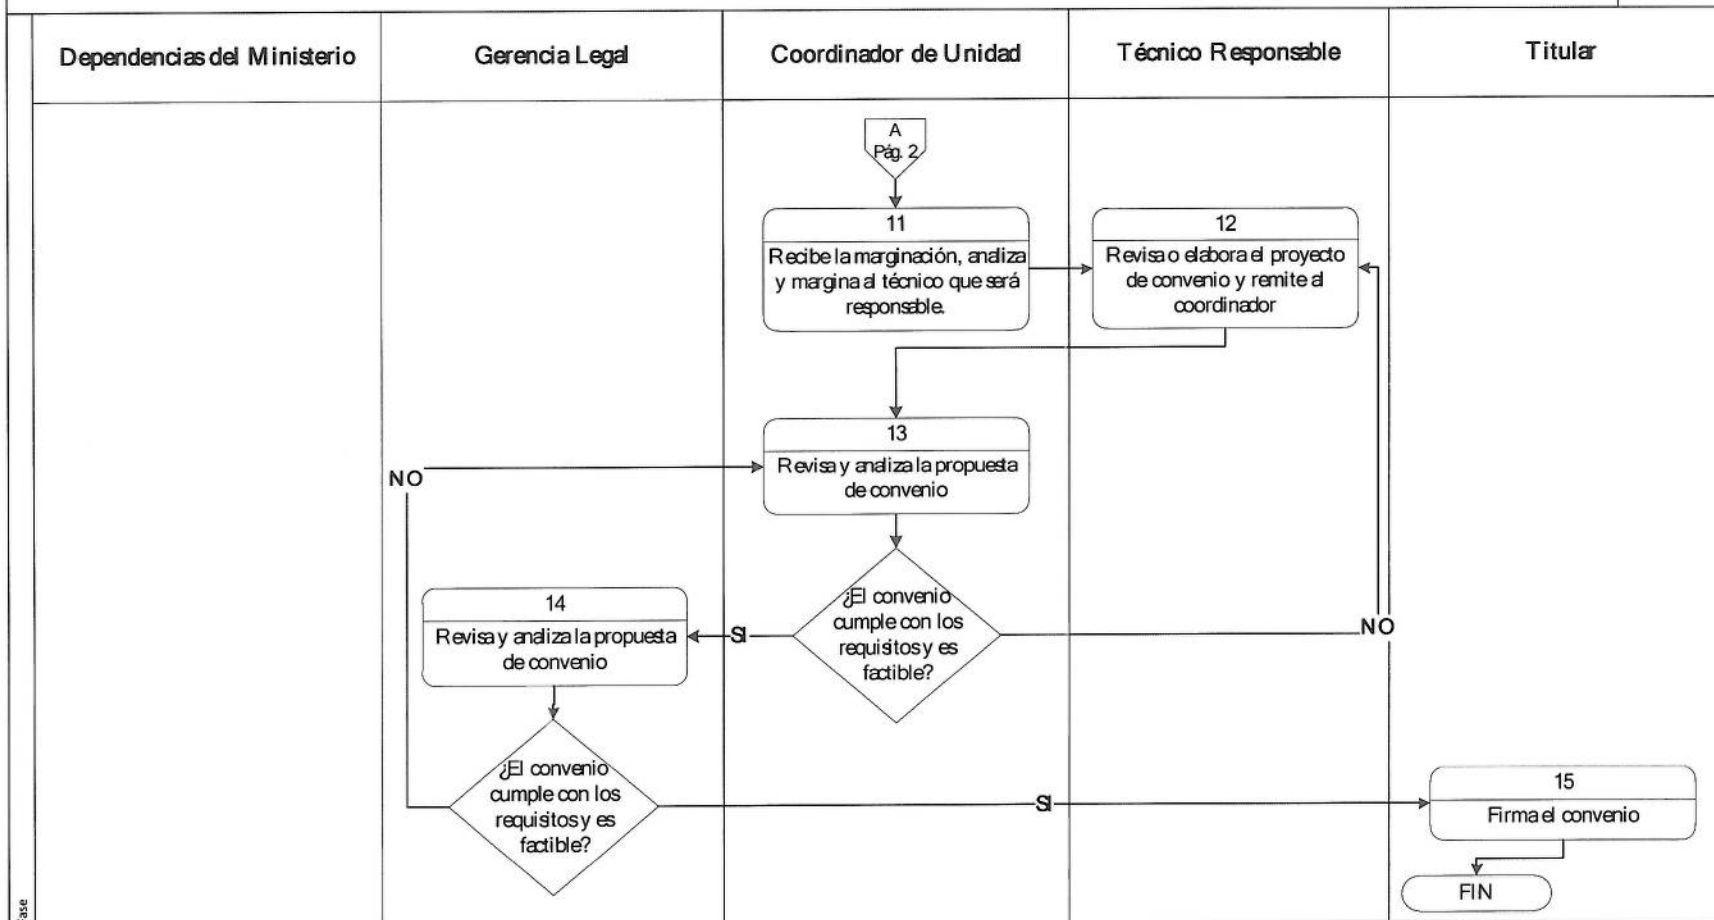 Dependencias del Ministerio
Gerencia Legal
Coordinador de Unidad
Técnico Responsable
Titular
A
Pág. 2
11
Recibe la marginación, analiza
y margina al técnico que será
responsable.
12
Revisa o elabora el proyecto
de convenio y remite al
coordinador
13
Revisa y analiza la propuesta
de convenio
NO
¿El convenio
cumple con los
requisitos y es
factible?
SI
NO
14
Revisa y analiza la propuesta
de convenio
¿El convenio
cumple con los
requisitos y es
factible?
SI
15
Firma el convenio
FIN